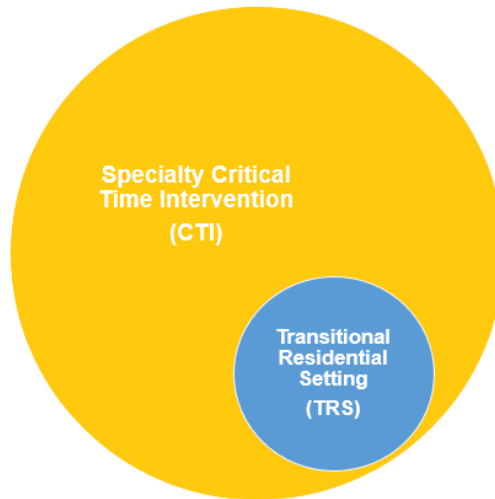 Specialty Critical
Time Intervention
(CTI)
Transitional
Residential
Setting
(TRS)